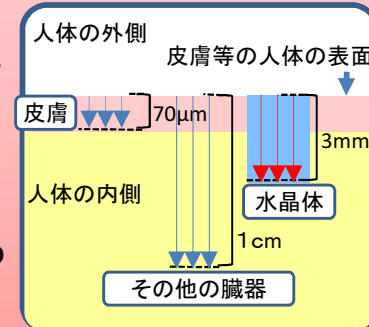 人体の外側
皮膚等の人体の表面
皮膚
70μm
3mm
人体の内側
水晶体
1cm
その他の臓器